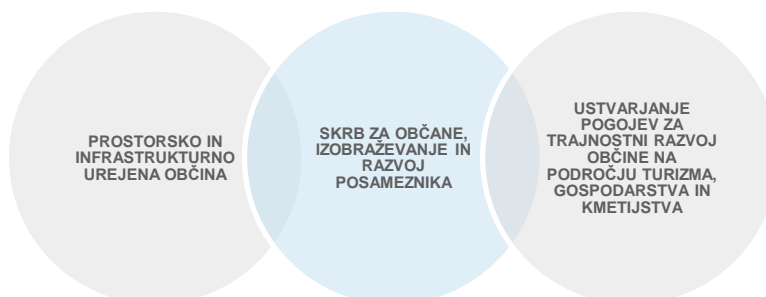 PROSTORSKO IN
INFRASTRUKTURNO
UREJENA OBČINA
SKRB ZA OBČANE,
IZOBRAŽEVANJE IN
RAZVOJ
POSAMEZNIKA
USTVARJANJE
POGOJEV ZA
TRAJNOSTNI RAZVOJ
OBČINE NA
PODROČJU TURIZMA,
GOSPODARSTVA IN
KMETIJSTVA